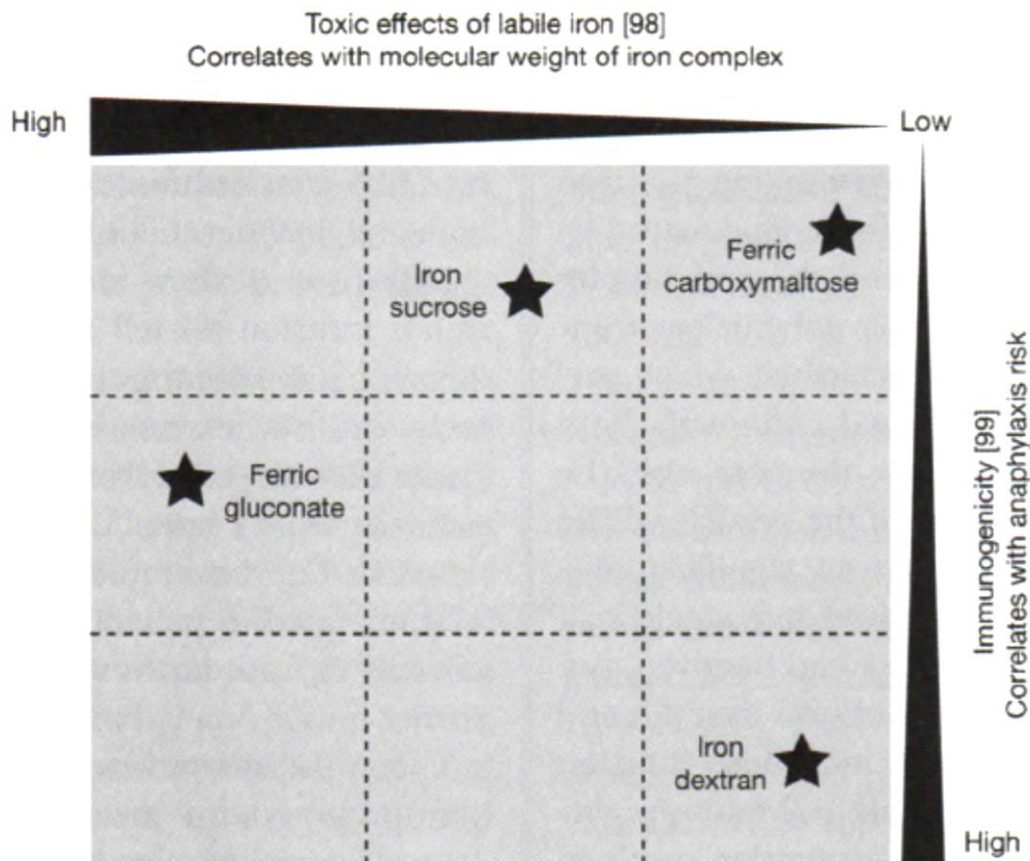 Toxic effects of labile iron [98]
Correlates with molecular weight of iron complex
High
Low
Iron
sucrose
Ferric
carboxymaltose
Ferric
gluconate
Iron
dextran
Immunogenicity [99]
Correlates with anaphylaxis risk
High